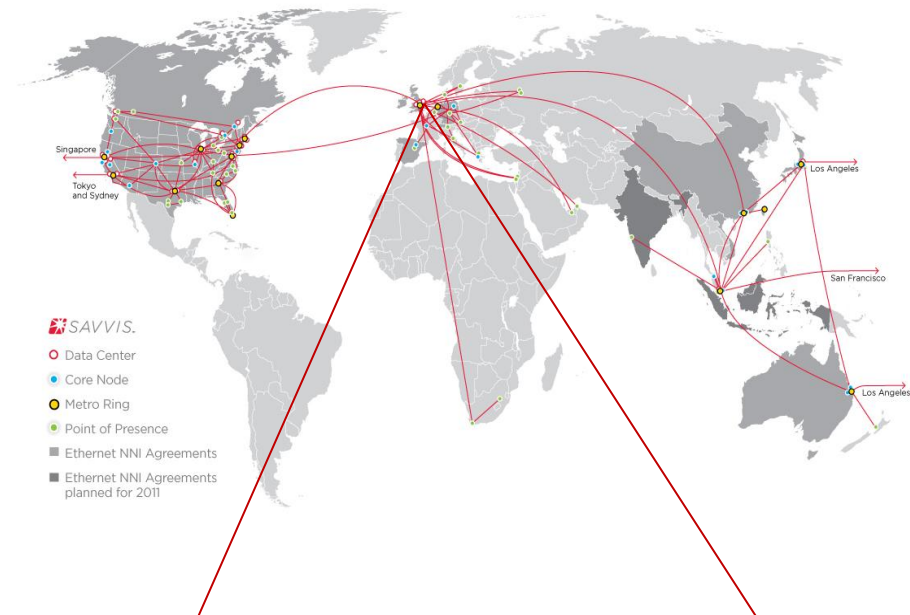 Singapore
Tokyo
and Sydney
Los Angeles
San Francisco
Los Angeles
SAVVIS.
Data Center
Core Node
Metro Ring
Point of Presence
Ethernet NNI Agreements
Ethernet NNI Agreements
planned for 2011